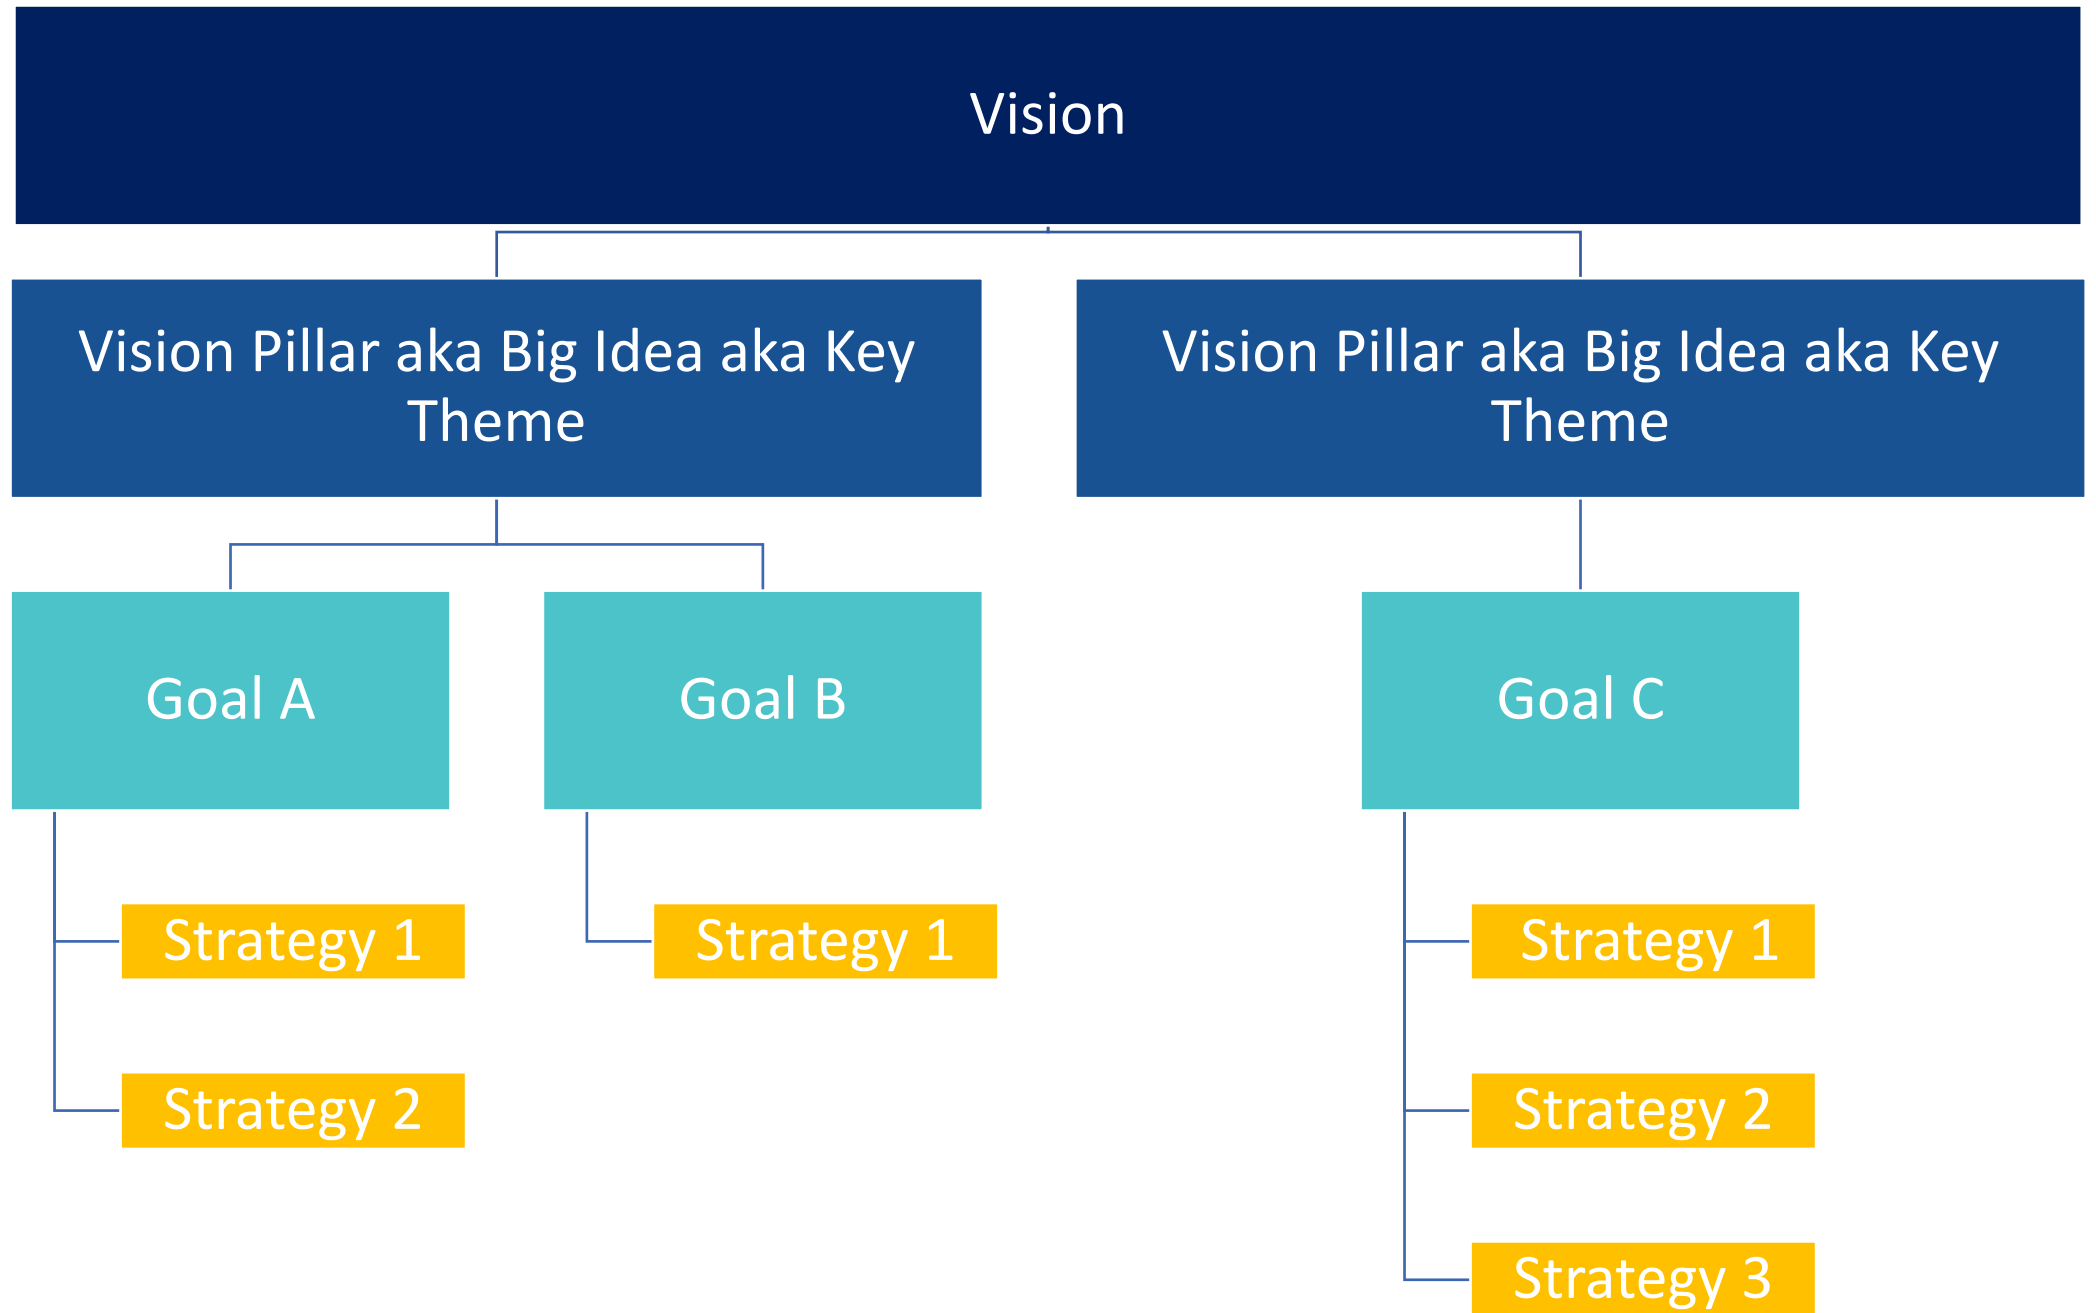 Vision
Vision Pillar aka Big Idea aka Key
Theme
Vision Pillar aka Big Idea aka Key
Theme
Goal A
Goal B
Goal C
Strategy 1
Strategy 1
Strategy 1
Strategy 2
Strategy 2
Strategy 3